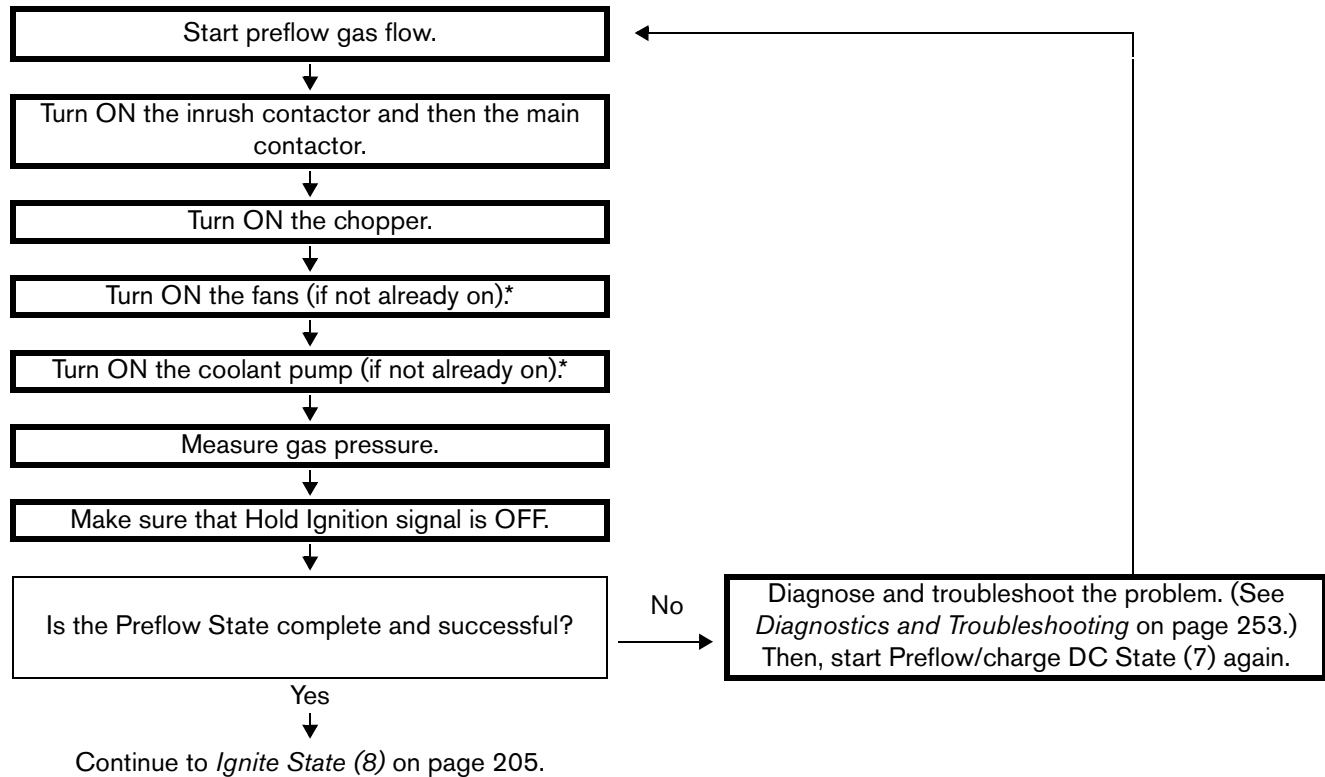 Start preflow gas flow.
Turn ON the inrush contactor and then the main
contactor.
Turn ON the chopper.
Turn ON the fans (if not already on).*
Turn ON the coolant pump (if not already on).*
Measure gas pressure.
Make sure that Hold Ignition signal is OFF.
Is the Preflow State complete and successful?
No
Diagnose and troubleshoot the problem. (See
Diagnostics and Troubleshooting on page 253.)
Then, start Preflow/charge DC State (7) again.
Yes
Continue to Ignite State (8) on page 205.